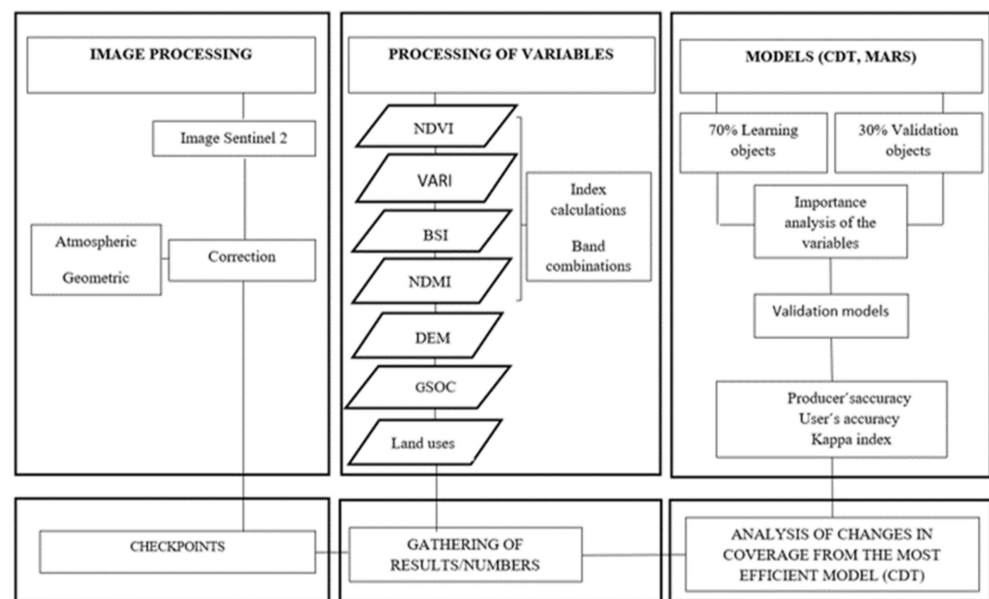 IMAGE PROCESSING
Image Sentinel 2
Atmospheric
Geometric
Correction
CHECKPOINTS
PROCESSING OF VARIABLES
NDVI
VARI
BSI
NDMI
DEM
GSOC
Land uses
Index
calculations
Band
combinations
GATHERING OF
RESULTS/NUMBERS
MODELS (CDT, MARS)
70% Learning
objects
30% Validation
objects
Importance
analysis of the
variables
Validation models
Producer´saccuracy
User´s accuracy
Kappa index
ANALYSIS OF CHANGES IN
COVERAGE FROM THE MOST
EFFICIENT MODEL (CDT)